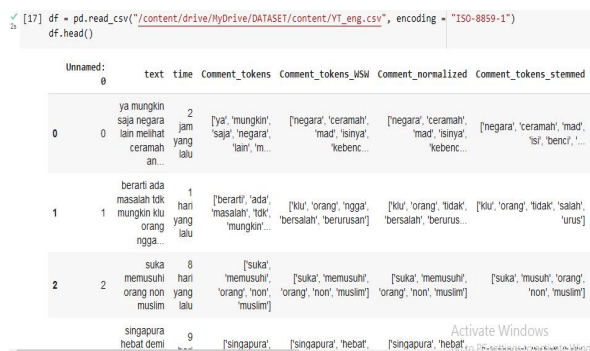 2s [17] df = pd.read_csv("/content/drive/MyDrive/DATASET/content/YT_eng.csv", encoding = "ISO-8859-1")
df.head()
Unnamed: 0 text time Comment_tokens Comment_tokens_WSW Comment_normalized Comment_tokens_stemmed
ya mungkin
saja negara 2 ['ya', 'mungkin', ['negara', 'ceramah', ['negara', 'ceramah',
0 0 lain melihat jam 'saja', 'negara', 'mad', 'isinya', 'mad', 'isinya', ['negara', 'ceramah', 'mad',
ceramah yang 'lain', 'm... 'kebenc... 'kebenc... 'isi', 'benci', '...
an... lalu
berarti ada
masalah tdk 1 ['berarti', 'ada',
1 1 mungkin klu hari 'masalah', 'tdk', ['klu', 'orang', 'ngga', ['klu', 'orang', 'tidak', ['klu', 'orang', 'tidak', 'salah',
orang yang 'mungkin'... 'bersalah', 'berurusan'] 'bersalah', 'berurus... 'urus']
ngga... lalu
suka 8 ['suka',
2 2 memusuhi hari 'memusuhi', ['suka', 'memusuhi', ['suka', 'memusuhi', ['suka', 'musuh', 'orang',
orang non yang 'orang', 'non', 'orang', 'non', 'muslim'] 'orang', 'non', 'muslim'] 'non', 'muslim']
muslim lalu 'muslim']
singapura 9
hebat demi ['singapura', ['singapura', 'hebat', ['singapura', 'hebat',
Activate Windows